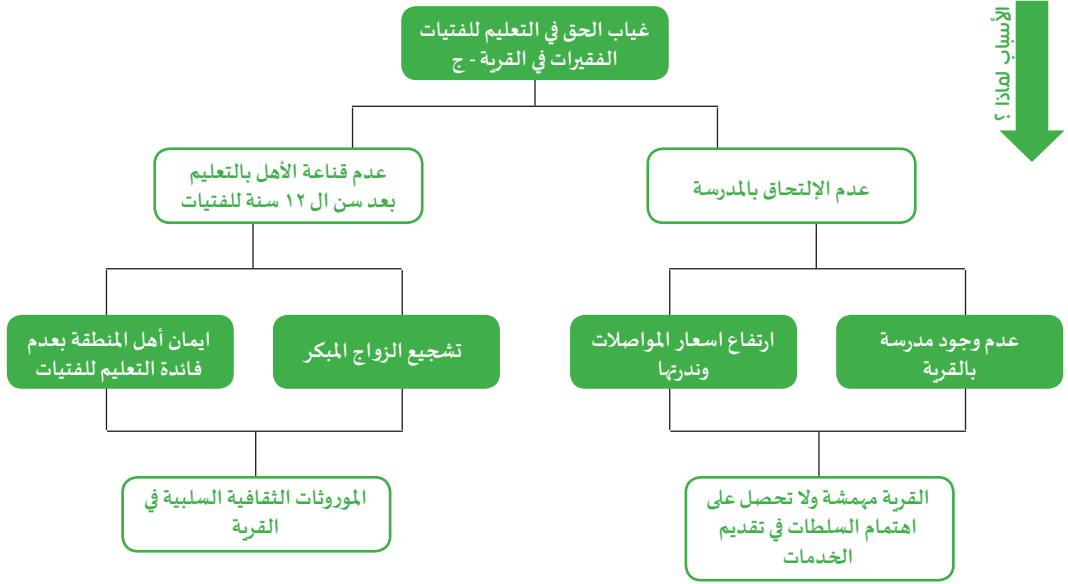 غياب الحق في التعليم للفتيات
الفقيرات في القرية - ج
الأسباب لماذا ؟
عدم الإلتحاق بالمدرسة
عدم قناعة الأهل بالتعليم
بعد سن ال ١٢ سنة للفتيات
عدم وجود مدرسة
بالقرية
ارتفاع اسعار المواصلات
وندرتها
تشجيع الزواج المبكر
ايمان أهل المنطقة بعدم
فائدة التعليم للفتيات
القرية مهمشة ولا تحصل على
اهتمام السلطات في تقديم
الخدمات
الموروثات الثقافية السلبية في
القرية